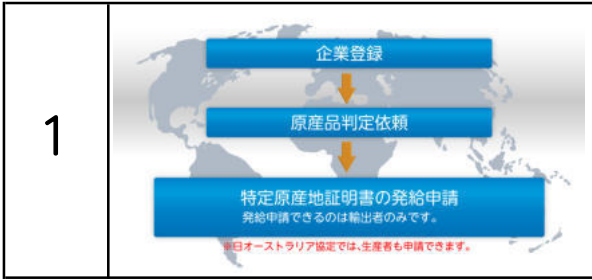 1
企業登録
原産品判定依頼
特定原産地証明書の発給申請
発給申請できるのは輸出者のみです。
※日オーストラリア協定では、生産者も申請できます。